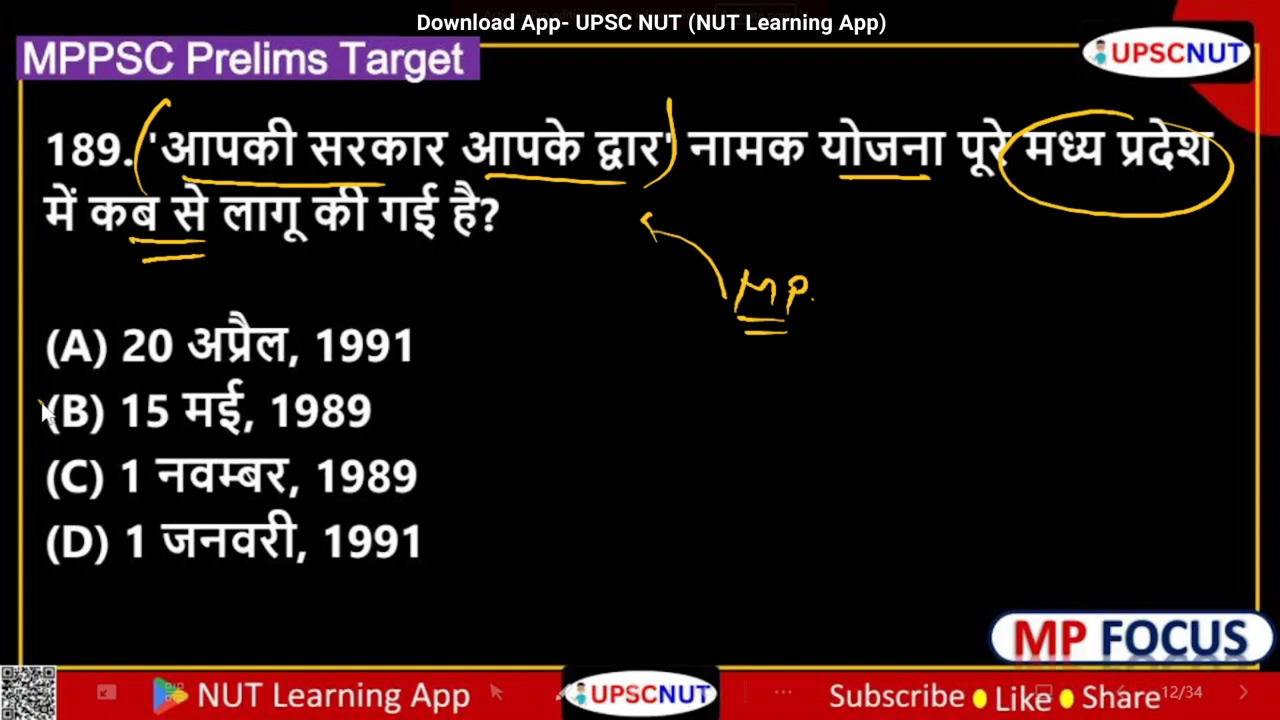 Download App- UPSC NUT (NUT Learning App)
MPPSC Prelims Target
UPSCNUT
189. 'आपकी सरकार आपके द्वार' नामक योजना पूरे मध्य प्रदेश
में कब से लागू की गई है?
MP.
(A) 20 अप्रैल, 1991
(B) 15 मई, 1989
(C) 1 नवम्बर, 1989
(D) 1 जनवरी, 1991
MP FOCUS
NUT Learning App
UPSCNUT
Subscribe Like Share
12/34